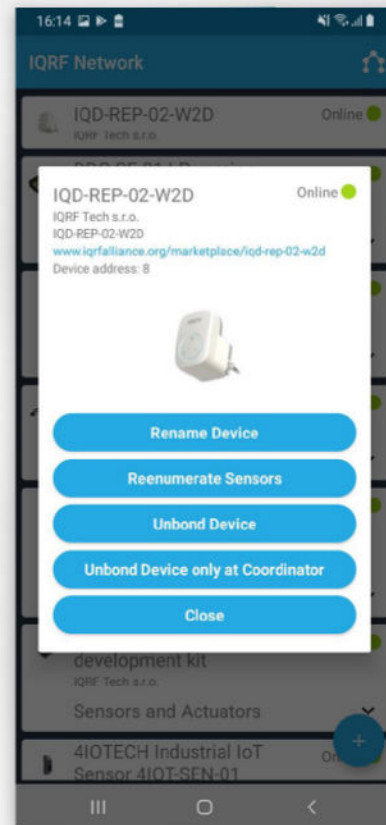 16:14
IQRF Network
IQD-REP-02-W2D
Online
IQRF Tech s.r.o.
IQD-REP-02-W2D
Online
IQRF Tech s.r.o.
IQD-REP-02-W2D
www.iqrfalliance.org/marketplace/iqd-rep-02-w2d
Device address: 8
Rename Device
Reenumerate Sensors
Unbond Device
Unbond Device only at Coordinator
Close
development kit
IQRF Tech s.r.o.
Sensors and Actuators
+
4IOTECH Industrial IoT
Sensor 4IOT-SEN-01